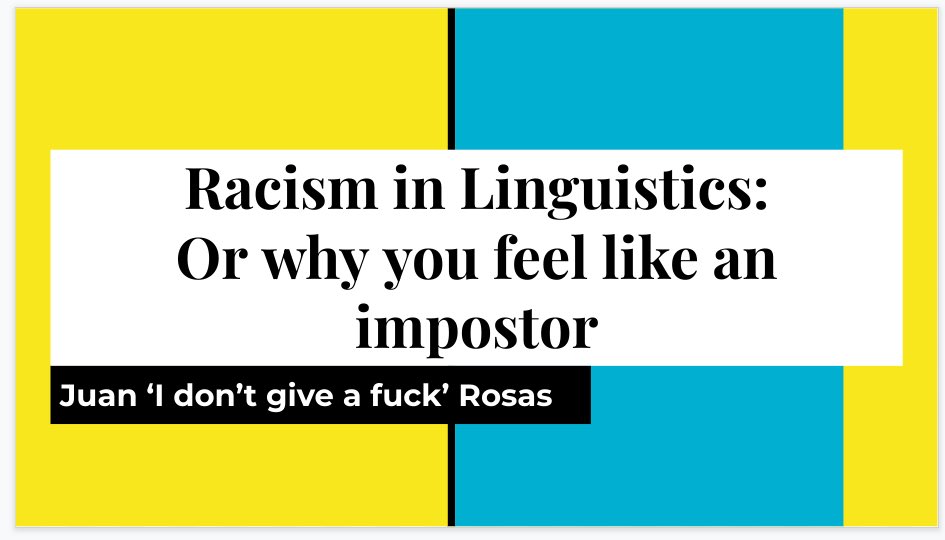 Racism in Linguistics:
Or why you feel like an
impostor
Juan ‘I don’t give a fuck’ Rosas